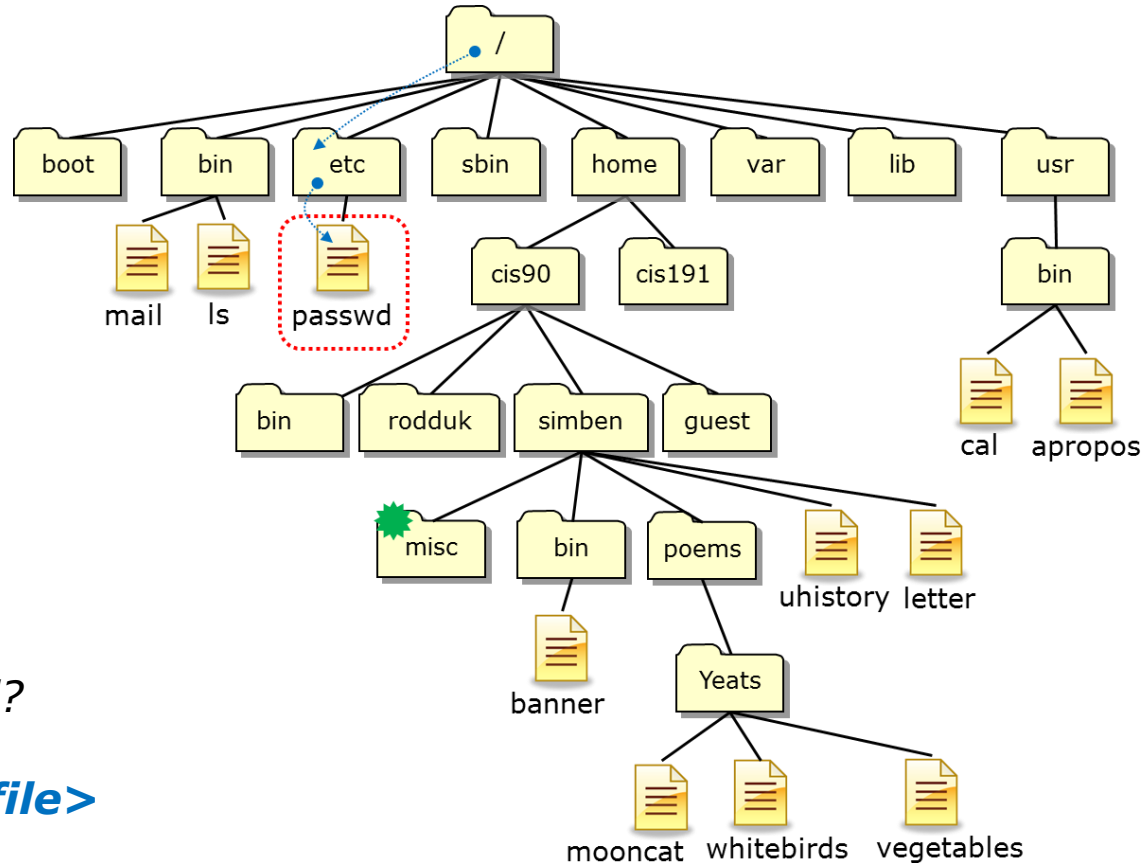 /
boot bin etc sbin home var lib usr
mail ls passwd cis90 cis191 bin
bin rodduk simben guest cal apropos
misc bin poems uhistory letter
banner Yeats
?
file>
mooncat whitebirds vegetables